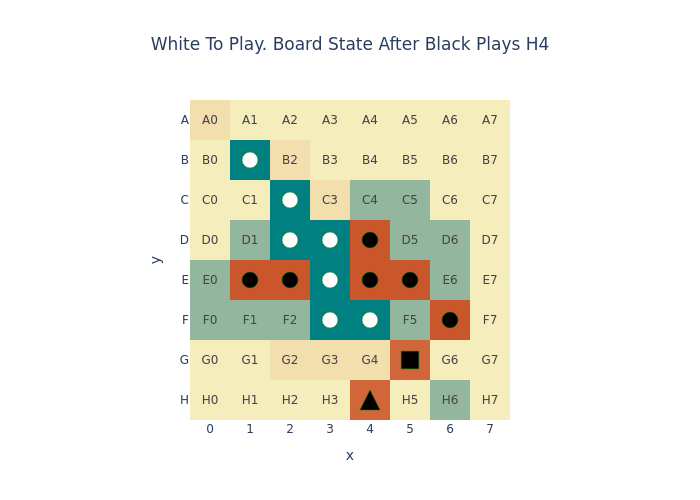 White To Play. Board State After Black Plays H4
A A0 A1 A2 A3 A4 A5 A6 A7
B B0 B2 B3 B4 B5 B6 B7
C C0 C1 C3 C4 C5 C6 C7
D D0 D1 D5 D6 D7
E E0 E6 E7
F F0 F1 F2 F5 F7
G G0 G1 G2 G3 G4 G6 G7
H H0 H1 H2 H3 H5 H6 H7
0 1 2 3 4 5 6 7
x
y